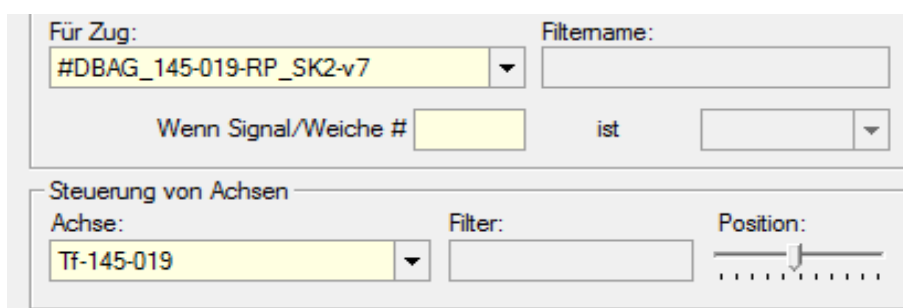 Für Zug: Filtername:
#DBAG_145-019-RP_SK2-v7
Wenn Signal/Weiche # ist
Steuerung von Achsen
Achse: Filter: Position:
Tf-145-019